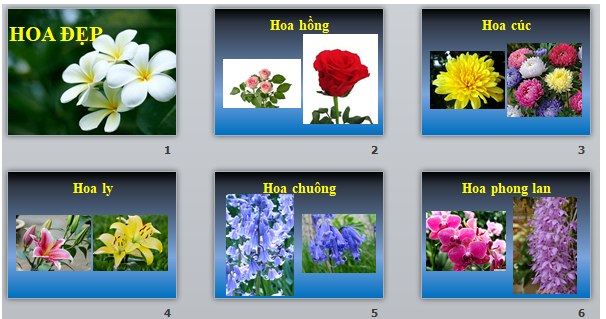 HOA ĐẸP
1
Hoa hồng
2
Hoa cúc
3
Hoa ly
4
Hoa chuông
5
Hoa phong lan
6